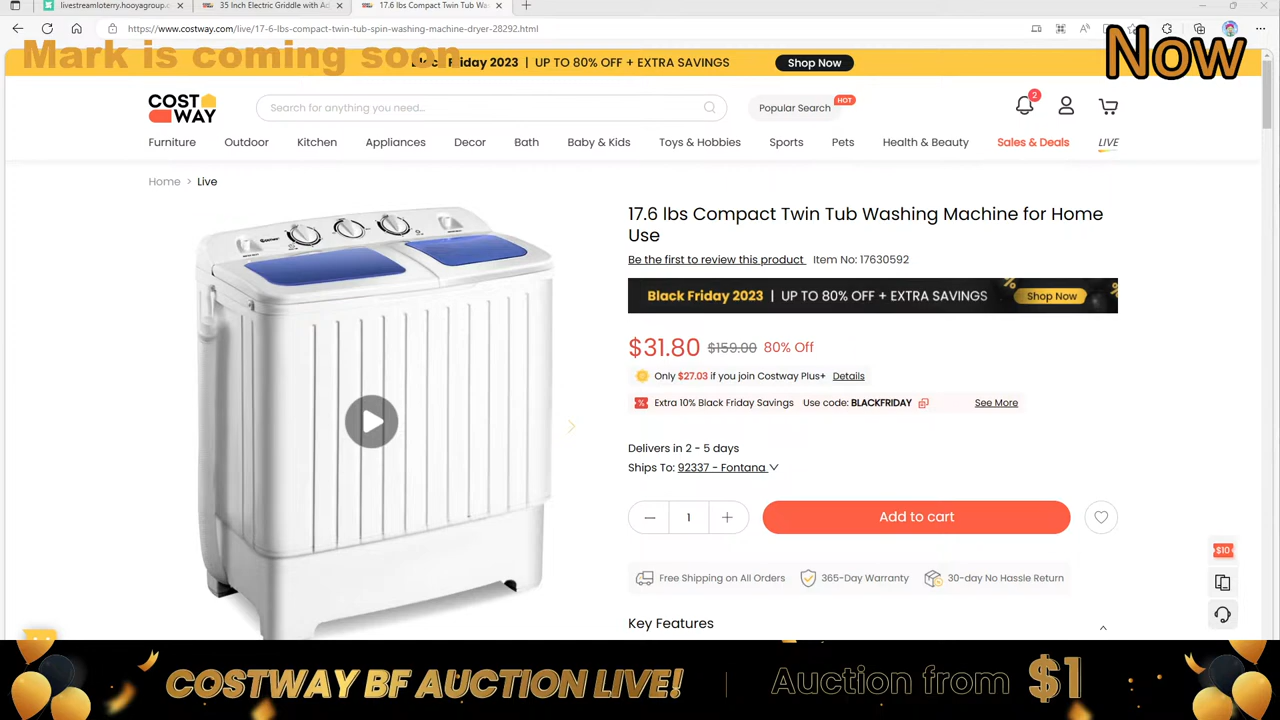 livestreamloterry.hooyagroup.c
35 Inch Electric Griddle with Ad
17.6 lbs Compact Twin Tub Wa
https://www.costway.com/live/17-6-lbs-compact-twin-tub-spin-washing-machine-dryer-28292.html
Mark is coming soon
Now
Friday 2023 | UP TO 80% OFF + EXTRA SAVINGS
Shop Now
COSTWAY
Search for anything you need...
Popular Search
HOT
2
Furniture
Outdoor
Kitchen
Appliances
Decor
Bath
Baby & Kids
Toys & Hobbies
Sports
Pets
Health & Beauty
Sales & Deals
LIVE
Home > Live
17.6 lbs Compact Twin Tub Washing Machine for Home
Use
Be the first to review this product Item No: 17630592
Black Friday 2023 | UP TO 80% OFF + EXTRA SAVINGS
Shop Now
$31.80 $159.00 80% Off
Only $27.03 if you join Costway Plus+ Details
Extra 10% Black Friday Savings Use code: BLACKFRIDAY See More
Delivers in 2 - 5 days
Ships To: 92337 - Fontana
— 1 +
Add to cart
$10
Free Shipping on All Orders
365-Day Warranty
30-day No Hassle Return
Key Features
COSTWAY BF AUCTION LIVE! | Auction from $1